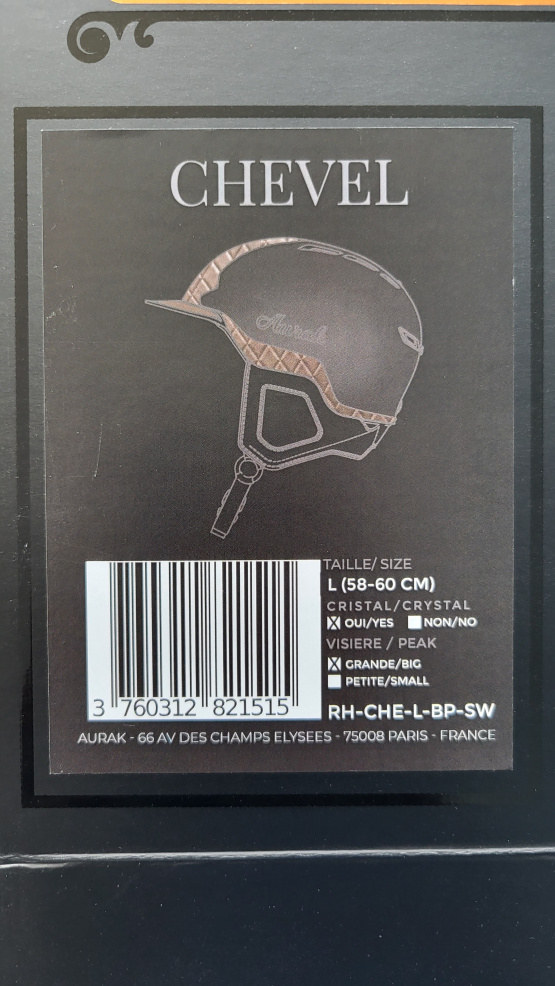 CHEVEL
Aurak
TAILLE/ SIZE
L (58-60 CM)
CRISTAL/CRYSTAL
OUI/YES NON/NO
VISIERE / PEAK
GRANDE/BIG
PETITE/SMALL
3 760312 821515
RH-CHE-L-BP-SW
AURAK - 66 AV DES CHAMPS ELYSEES - 75008 PARIS - FRANCE